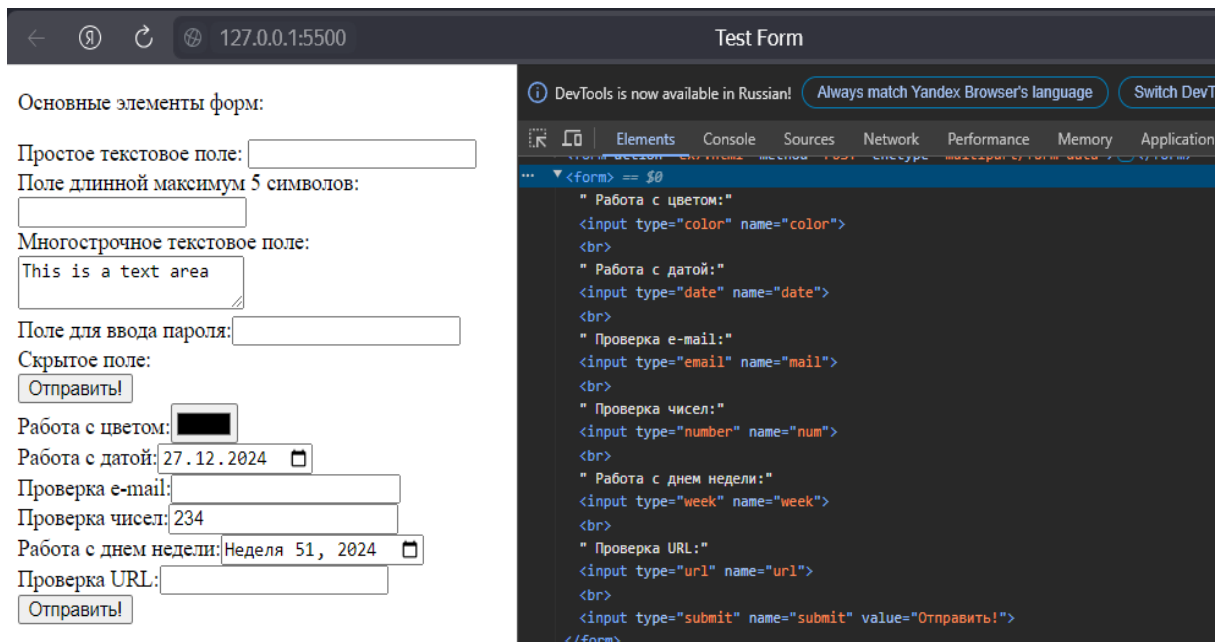 127.0.0.1:5500
Test Form
Основные элементы форм:
Простое текстовое поле:
Поле длинной максимум 5 символов:
Многострочное текстовое поле:
This is a text area
Поле для ввода пароля:
Скрытое поле:
Отправить!
Работа с цветом:
Работа с датой: 27.12.2024
Проверка e-mail:
Проверка чисел: 234
Работа с днем недели: Неделя 51, 2024
Проверка URL:
Отправить!
DevTools is now available in Russian! Always match Yandex Browser's language Switch DevT
Elements Console Sources Network Performance Memory Application
<form> == $0
" Работа с цветом:"
<input type="color" name="color">
<br>
" Работа с датой:"
<input type="date" name="date">
<br>
" Проверка e-mail:"
<input type="email" name="mail">
<br>
" Проверка чисел:"
<input type="number" name="num">
<br>
" Работа с днем недели:"
<input type="week" name="week">
<br>
" Проверка URL:"
<input type="url" name="url">
<br>
<input type="submit" name="submit" value="Отправить!">
</form>